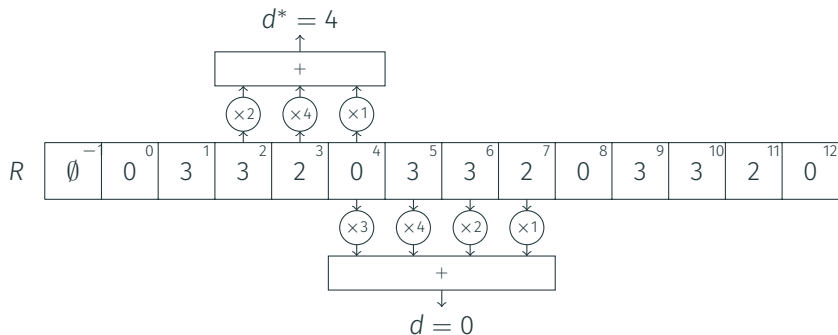 d* = 4
+
×2 ×4 ×1
-1 0 1 2 3 4 5 6 7 8 9 10 11 12
R ∅ 0 3 3 2 0 3 3 2 0 3 3 2 0
×3 ×4 ×2 ×1
+
d = 0